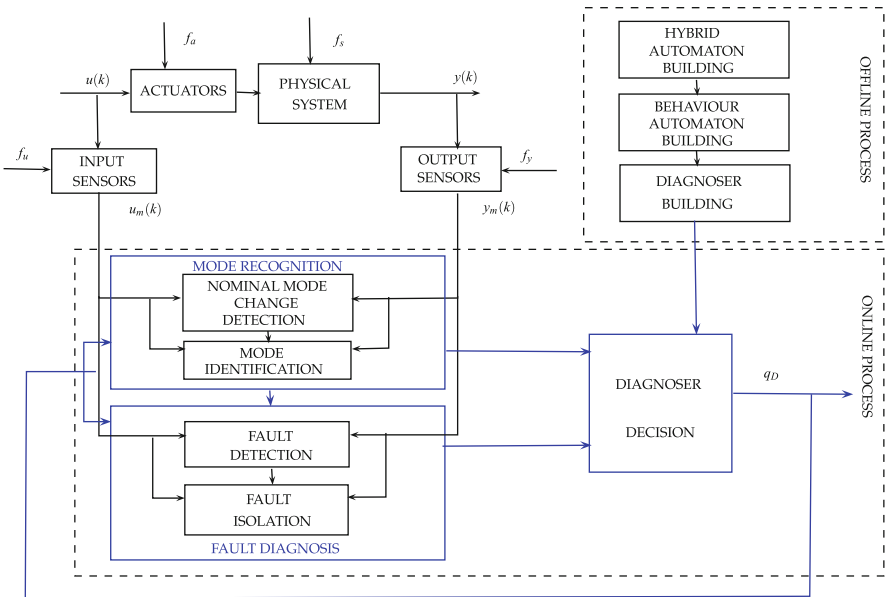 f_a
f_s
u(k)
ACTUATORS
PHYSICAL
SYSTEM
y(k)
f_u
INPUT
SENSORS
OUTPUT
SENSORS
f_y
u_m(k)
y_m(k)
HYBRID
AUTOMATON
BUILDING
BEHAVIOUR
AUTOMATON
BUILDING
DIAGNOSER
BUILDING
OFFLINE PROCESS
MODE RECOGNITION
NOMINAL MODE
CHANGE
DETECTION
MODE
IDENTIFICATION
FAULT
DETECTION
FAULT
ISOLATION
FAULT DIAGNOSIS
DIAGNOSER
DECISION
q_D
ONLINE PROCESS